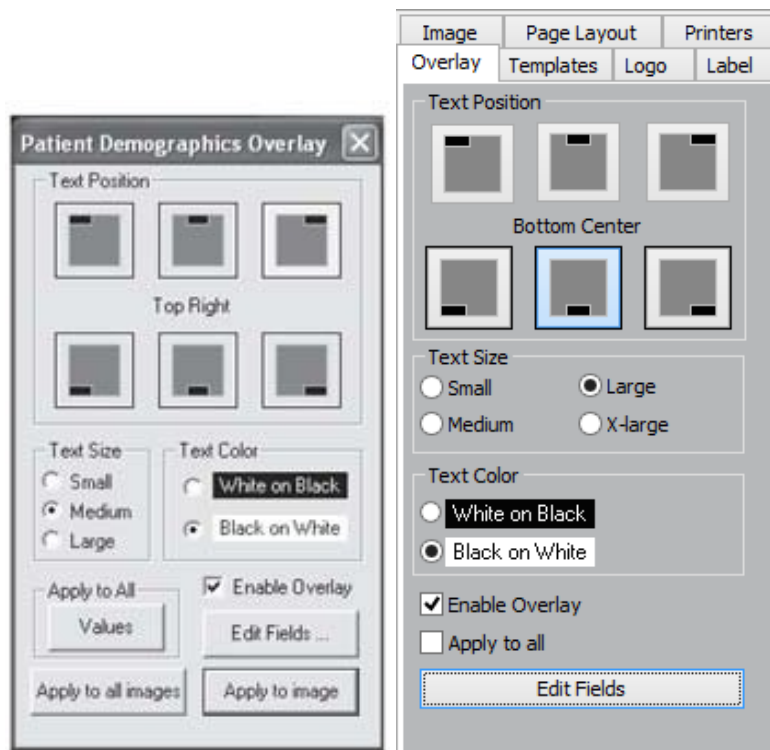 Patient Demographics Overlay
Text Position
Top Right
Text Size
Small
Medium
Large
Text Color
White on Black
Black on White
Apply to All
Values
Enable Overlay
Edit Fields ...
Apply to all images
Apply to image
Image
Page Layout
Printers
Overlay
Templates
Logo
Label
Text Position
Bottom Center
Text Size
Small
Large
Medium
X-large
Text Color
White on Black
Black on White
Enable Overlay
Apply to all
Edit Fields